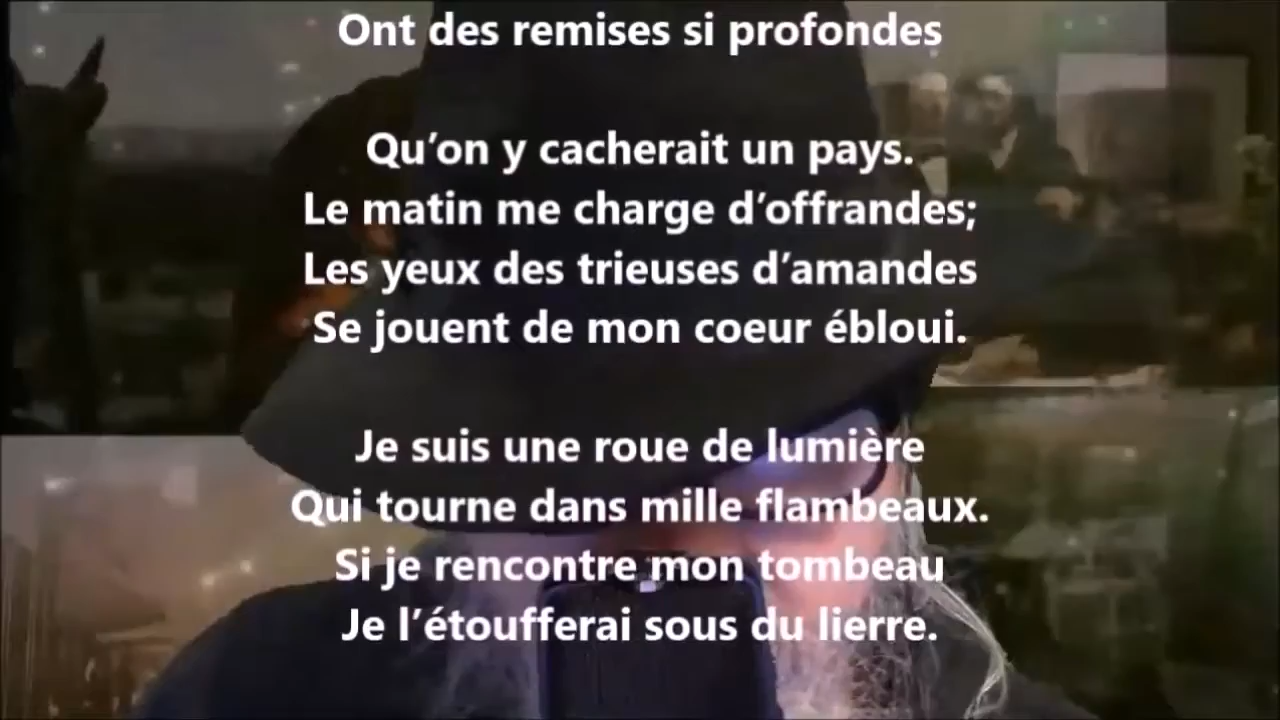 Ont des remises si profondes
Qu’on y cacherait un pays.
Le matin me charge d’offrandes;
Les yeux des trieuses d’amandes
Se jouent de mon coeur ébloui.
Je suis une roue de lumière
Qui tourne dans mille flambeaux.
Si je rencontre mon tombeau
Je l’étoufferai sous du lierre.